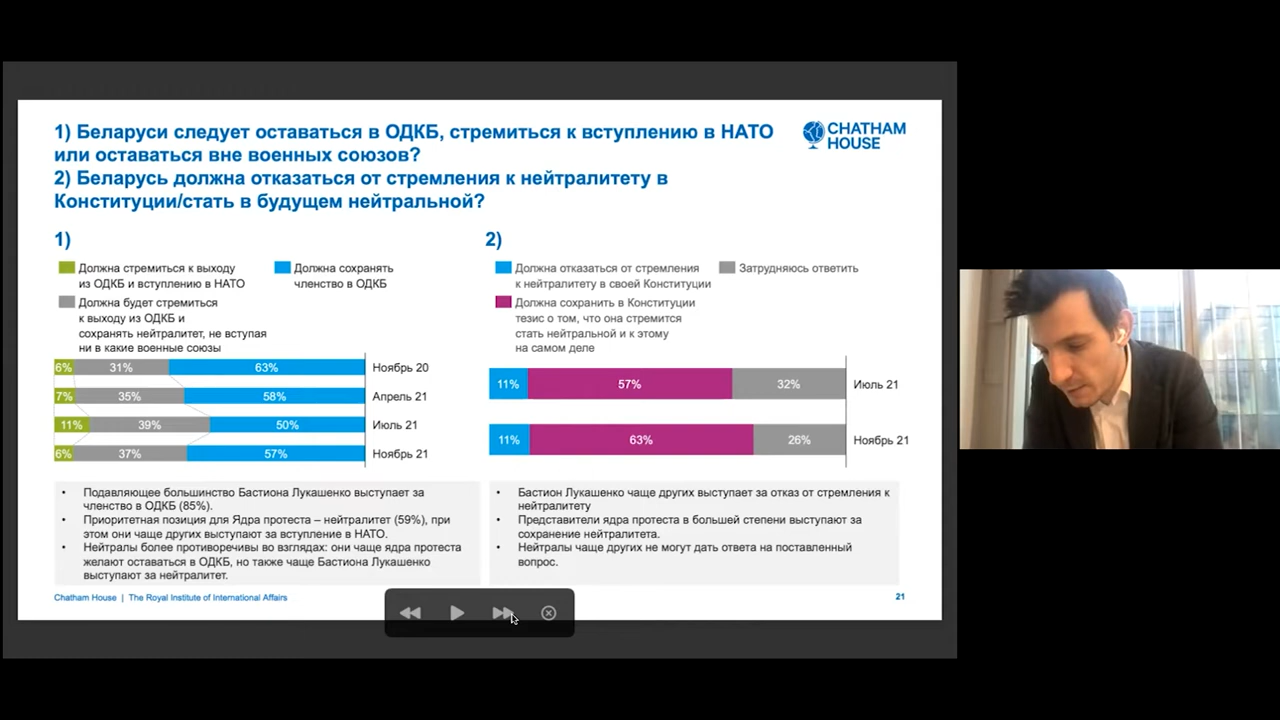 1) Беларуси следует оставаться в ОДКБ, стремиться к вступлению в НАТО
или оставаться вне военных союзов?
2) Беларусь должна отказаться от стремления к нейтралитету в
Конституции/стать в будущем нейтральной?
CHATHAM
HOUSE
1)
Должна стремиться к выходу
из ОДКБ и вступлению в НАТО
Должна сохранять
членство в ОДКБ
Должна будет стремиться
к выходу из ОДКБ и
сохранять нейтралитет, не вступая
ни в какие военные союзы
6% 31% 63% Ноябрь 20
7% 35% 58% Апрель 21
11% 39% 50% Июль 21
6% 37% 57% Ноябрь 21
Подавляющее большинство Бастиона Лукашенко выступает за
членство в ОДКБ (85%).
Приоритетная позиция для Ядра протеста – нейтралитет (59%), при
этом они чаще других выступают за вступление в НАТО.
Нейтралы более противоречивы во взглядах: они чаще ядра протеста
желают оставаться в ОДКБ, но также чаще Бастиона Лукашенко
выступают за нейтралитет.
2)
Должна отказаться от стремления
к нейтралитету в своей Конституции
Затрудняюсь ответить
Должна сохранить в Конституции
тезис о том, что она стремится
стать нейтральной и к этому
на самом деле
11% 57% 32% Июль 21
11% 63% 26% Ноябрь 21
Бастион Лукашенко чаще других выступает за отказ от стремления к
нейтралитету
Представители ядра протеста в большей степени выступают за
сохранение нейтралитета.
Нейтралы чаще других не могут дать ответа на поставленный
вопрос.
Chatham House | The Royal Institute of International Affairs
21